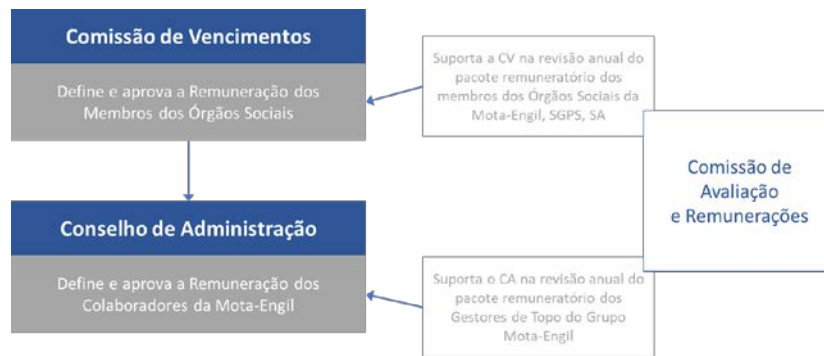 Comissão de Vencimentos
Define e aprova a Remuneração dos
Membros dos Órgãos Sociais
Suporta a CV na revisão anual do
pacote remuneratório dos
membros dos Órgãos Sociais da
Mota-Engil, SGPS, SA
Comissão de
Avaliação
e Remunerações
Conselho de Administração
Define e aprova a Remuneração dos
Colaboradores da Mota-Engil
Suporta o CA na revisão anual do
pacote remuneratório dos
Gestores de Topo do Grupo
Mota-Engil